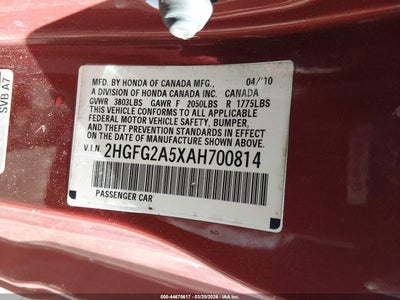 SVB A7
MFD. BY HONDA OF CANADA MFG., 04/10
A DIVISION OF HONDA CANADA INC. CANADA
GVWR 3803LBS GAWR F 2050LBS R 1775LBS
THIS VEHICLE CONFORMS TO ALL APPLICABLE
FEDERAL MOTOR VEHICLE SAFETY, BUMPER,
AND THEFT PREVENTION STANDARDS IN EFFECT
ON THE DATE OF MANUFACTURE SHOWN ABOVE.
V.I.N. 2HGFG2A5XAH700814
PASSENGER CAR
000-44670617 - 03/20/2026 - IAA Inc.